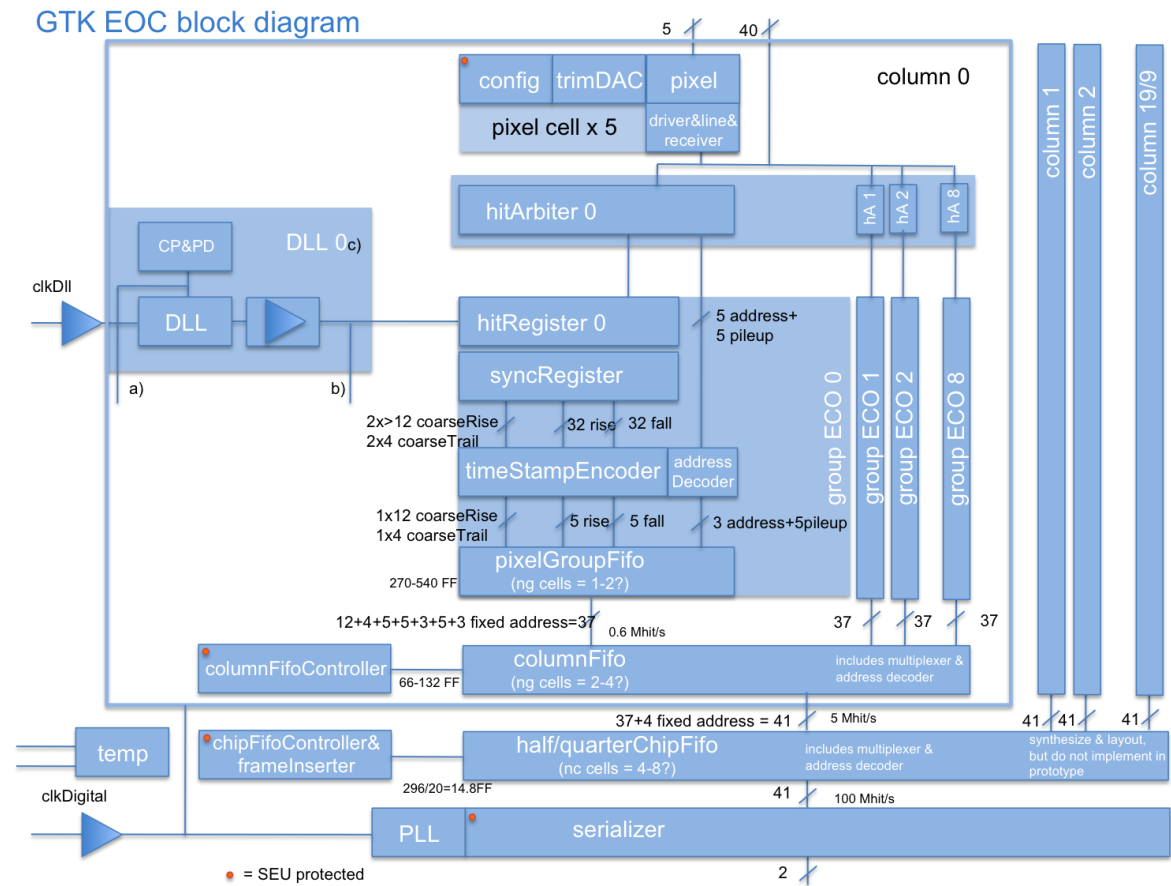 GTK EOC block diagram
5
40
column 0
config
trimDAC
pixel
pixel cell x 5
driver&line&
receiver
column 1
column 2
column 19/9
hitArbiter 0
hA 1
hA 2
hA 8
CP&PD
DLL 0c)
clkDll
DLL
a)
b)
hitRegister 0
5 address+
5 pileup
syncRegister
2x>12 coarseRise
2x4 coarseTrail
32 rise
32 fall
timeStampEncoder
address
Decoder
group ECO 0
group ECO 1
group ECO 2
group ECO 8
1x12 coarseRise
1x4 coarseTrail
5 rise
5 fall
3 address+5pileup
pixelGroupFifo
(ng cells = 1-2?)
270-540 FF
12+4+5+5+3+5+3 fixed address=37
0.6 Mhit/s
37
37
37
columnFifoController
66-132 FF
columnFifo
(ng cells = 2-4?)
includes multiplexer &
address decoder
37+4 fixed address = 41
5 Mhit/s
41
41
41
temp
chipFifoController&
frameInserter
half/quarterChipFifo
(nc cells = 4-8?)
includes multiplexer &
address decoder
synthesize & layout,
but do not implement in
prototype
296/20=14.8FF
41
100 Mhit/s
clkDigital
PLL
serializer
= SEU protected
2